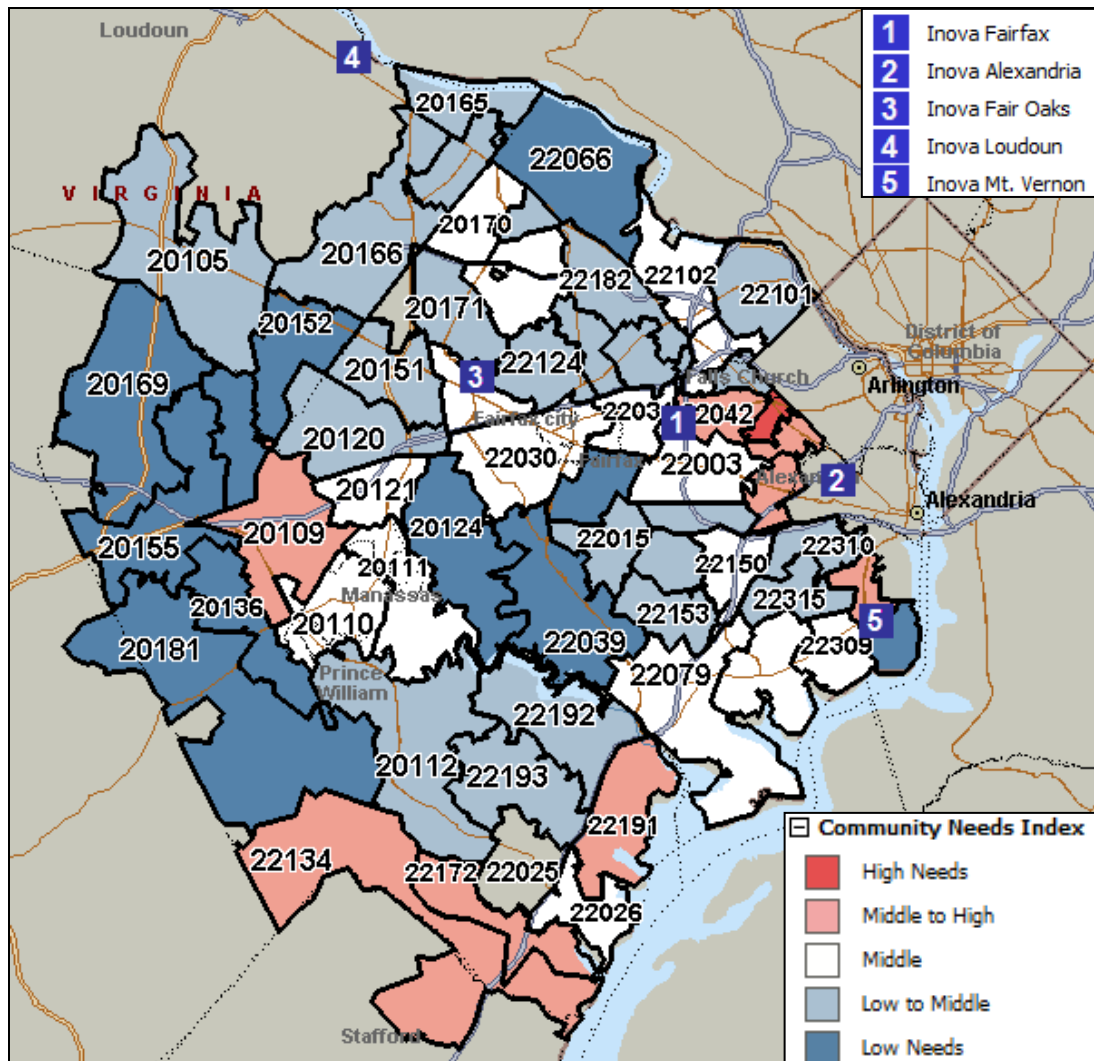 Loudoun
4
1 Inova Fairfax
2 Inova Alexandria
3 Inova Fair Oaks
4 Inova Loudoun
5 Inova Mt. Vernon
20165
22066
VIRGINIA
20170
20105
20166
22182
22102
22101
20171
20152
District of
Columbia
20151
22124
20169
3
Falls Church
Arlington
2203
1
2042
Fairfax city
20120
22030
Fairfax
22003
2
20121
20124
Alexandria
20109
20155
22015
22310
20111
22150
20136
Manassas
22315
20110
22153
5
20181
22039
22309
22079
Prince
William
22192
20112
22193
22191
22134
22172
22025
22026
Stafford
Community Needs Index
High Needs
Middle to High
Middle
Low to Middle
Low Needs